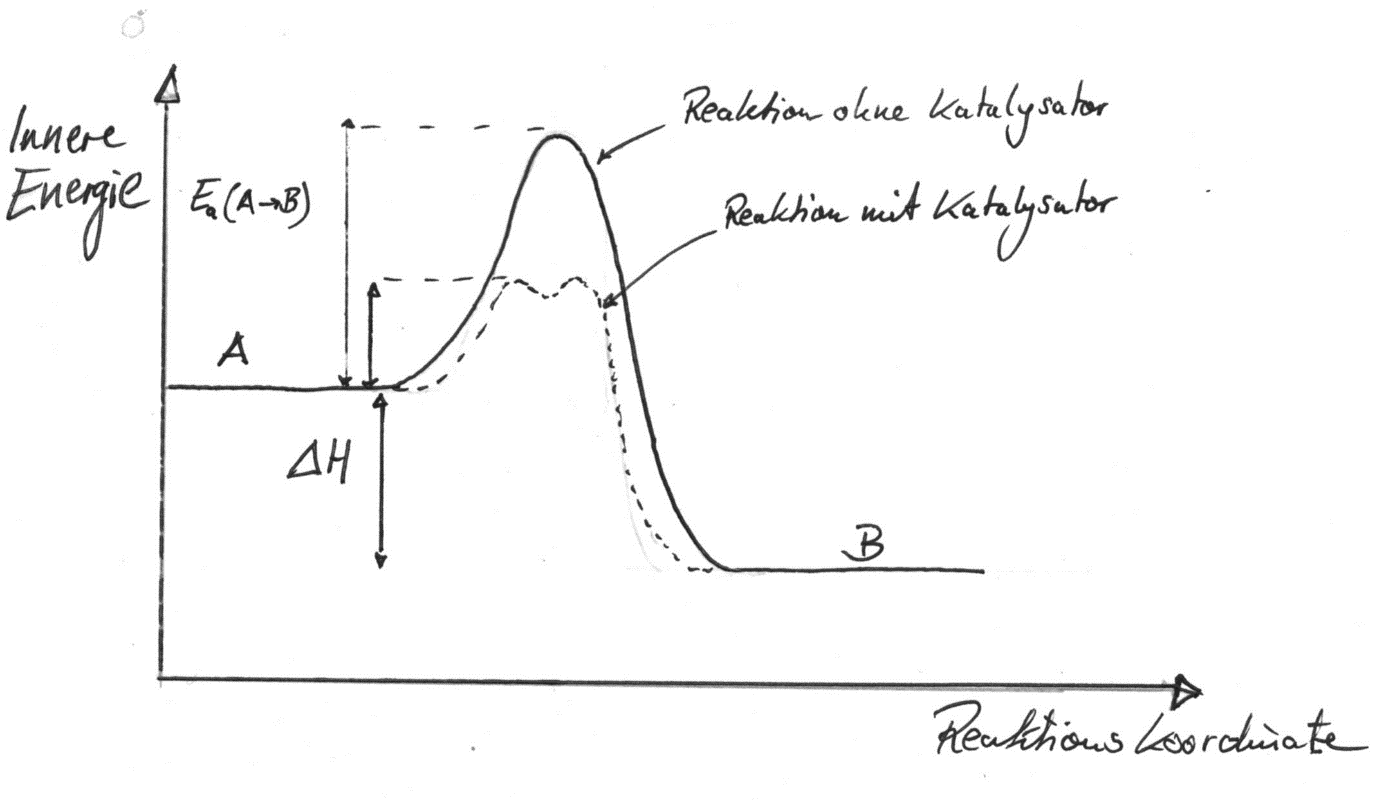 Innere
Energie
Ea(A→B)
Reaktion ohne Katalysator
Reaktion mit Katalysator
A
ΔH
B
Reaktions koordinate